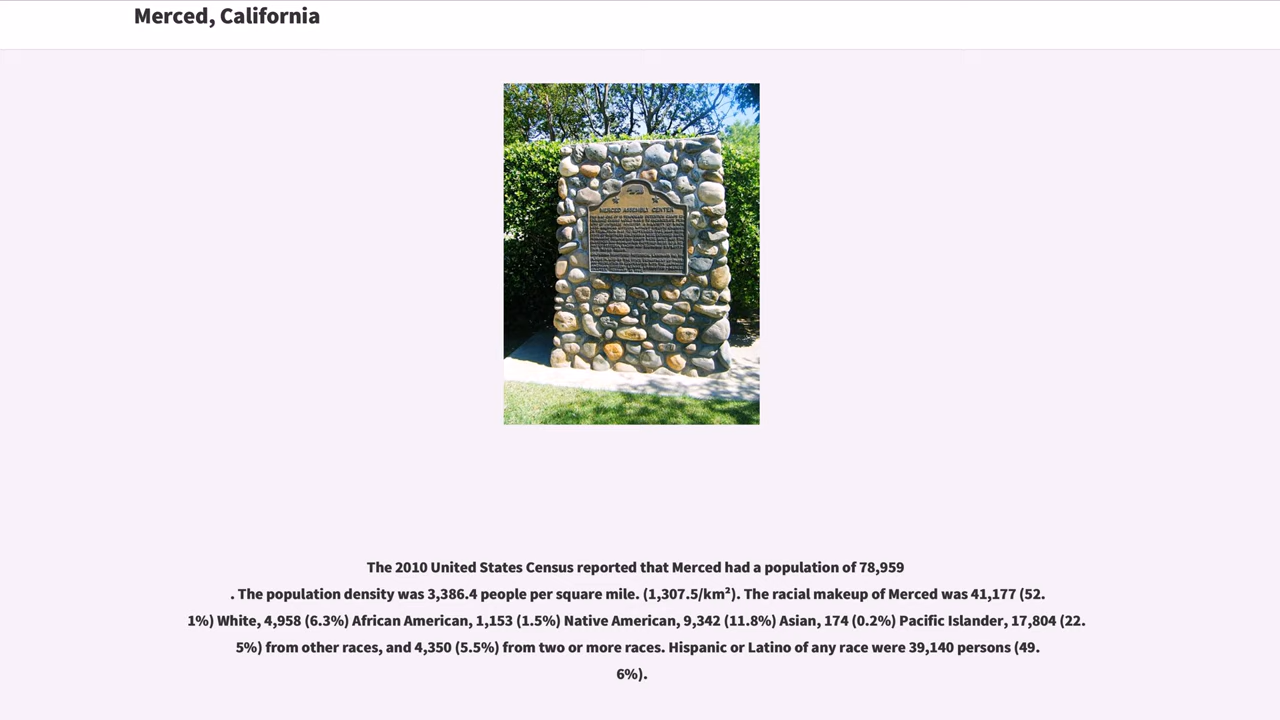 Merced, California
MERCED ASSEMBLY CENTER
The 2010 United States Census reported that Merced had a population of 78,959
. The population density was 3,386.4 people per square mile. (1,307.5/km²). The racial makeup of Merced was 41,177 (52.
1%) White, 4,958 (6.3%) African American, 1,153 (1.5%) Native American, 9,342 (11.8%) Asian, 174 (0.2%) Pacific Islander, 17,804 (22.
5%) from other races, and 4,350 (5.5%) from two or more races. Hispanic or Latino of any race were 39,140 persons (49.
6%).